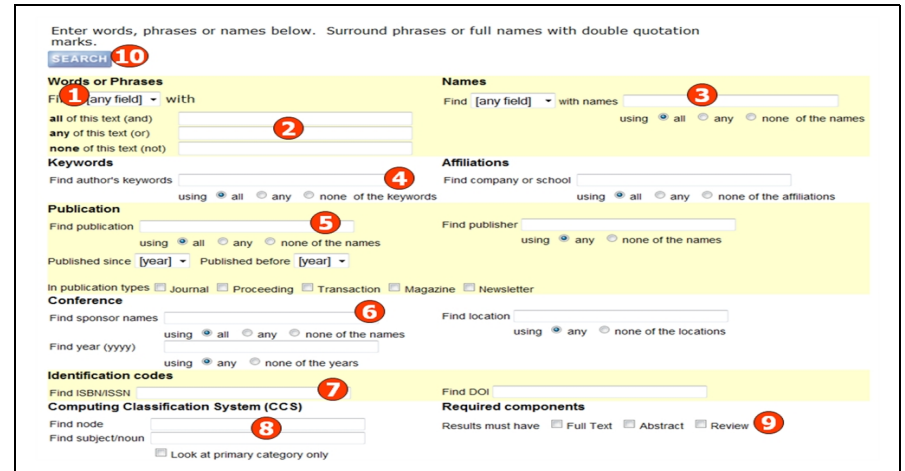 Enter words, phrases or names below. Surround phrases or full names with double quotation
marks.
SEARCH 10
Words or Phrases Names
1 [any field] with Find [any field] with names 3
all of this text (and) using all any none of the names
any of this text (or) 2
none of this text (not)
Keywords Affiliations
Find author's keywords 4 Find company or school
using all any none of the keywords using all any none of the affiliations
Publication
Find publication 5 Find publisher
using all any none of the names using any none of the names
Published since [year] Published before [year]
In publication types Journal Proceeding Transaction Magazine Newsletter
Conference
Find sponsor names 6 Find location
using all any none of the names using any none of the locations
Find year (yyyy)
using any none of the years
Identification codes
Find ISBN/ISSN 7 Find DOI
Computing Classification System (CCS) Required components
Find node 8 Results must have Full Text Abstract Review 9
Find subject/noun
Look at primary category only